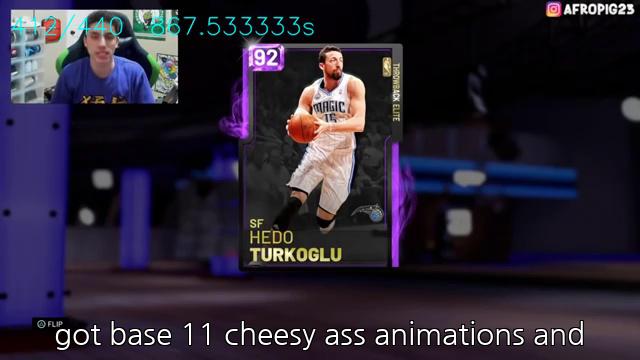 412/440 867.533333s
AFROPIG23
92
THROWBACK ELITE
MAGIC
15
SF
HEDO
TURKOGLU
FLIP
got base 11 cheesy ass animations and